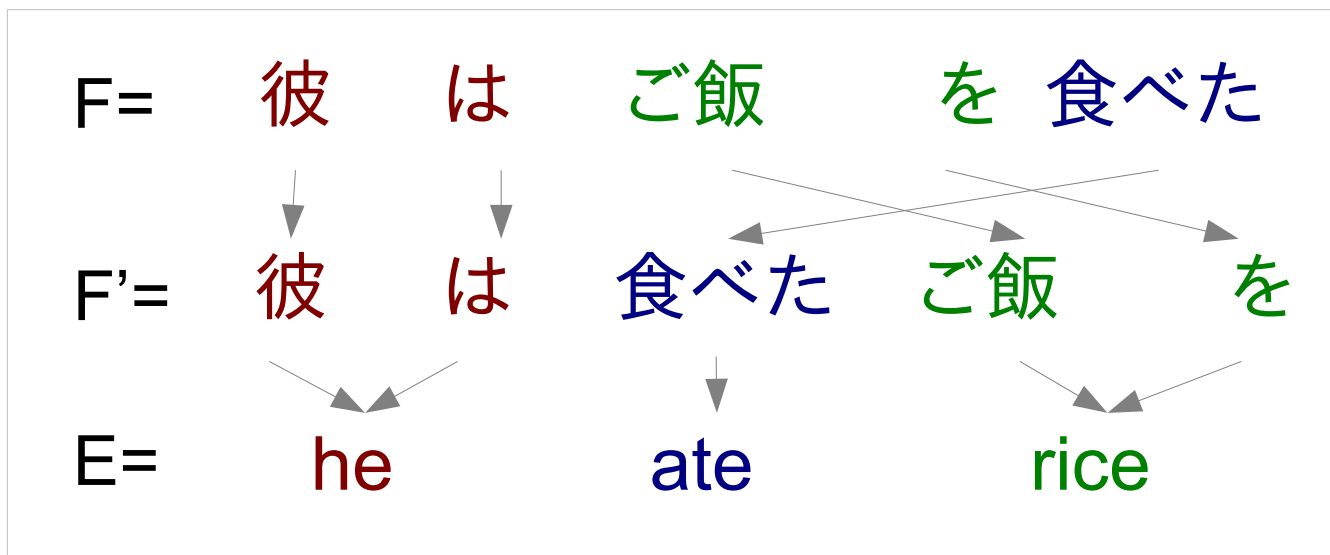 F= 彼 は ご飯 を 食べた
F’= 彼 は 食べた ご飯 を
E= he ate rice